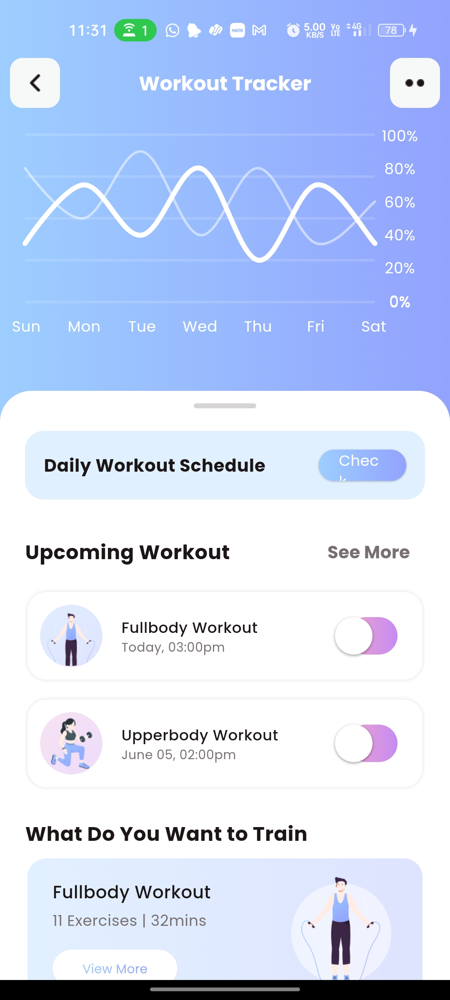 11:31 1 paytm 5.00 KB/S Vo LTE 4G 78
Workout Tracker
100%
80%
60%
40%
20%
0%
Sun Mon Tue Wed Thu Fri Sat
Daily Workout Schedule
Chec
k
Upcoming Workout See More
Fullbody Workout
Today, 03:00pm
Upperbody Workout
June 05, 02:00pm
What Do You Want to Train
Fullbody Workout
11 Exercises | 32mins
View More